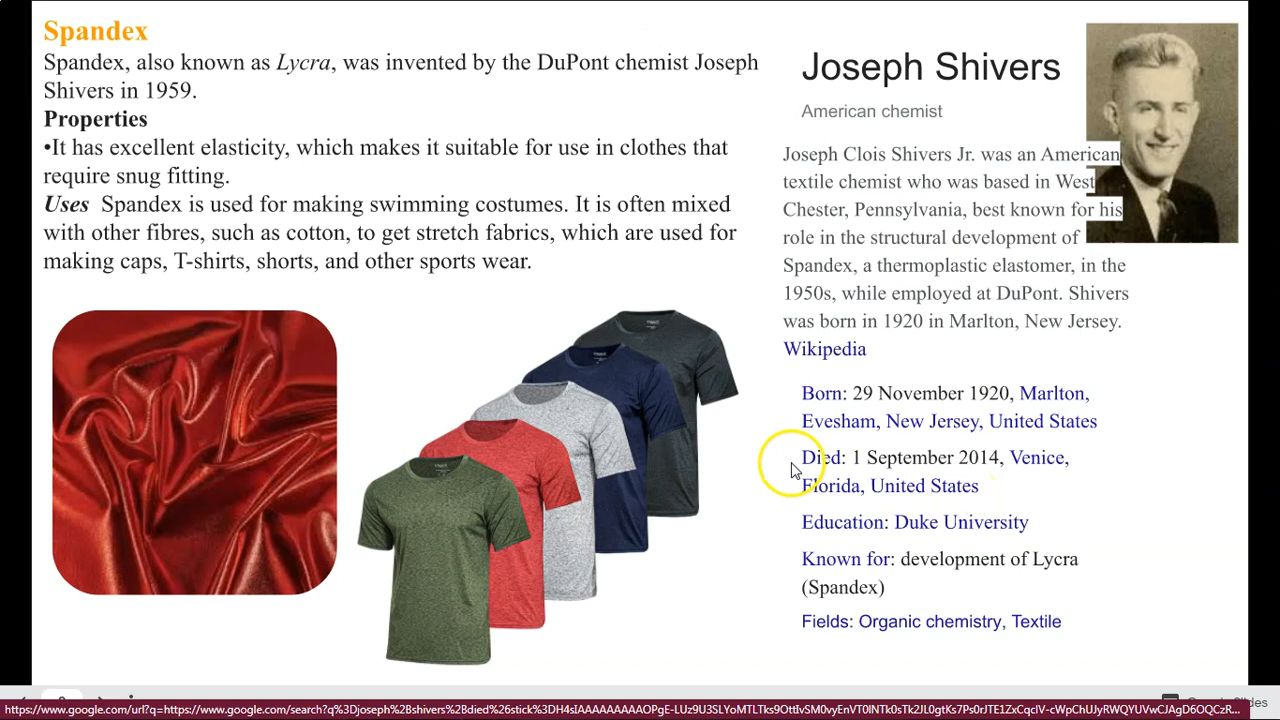 Spandex
Spandex, also known as Lycra, was invented by the DuPont chemist Joseph
Shivers in 1959.
Properties
•It has excellent elasticity, which makes it suitable for use in clothes that
require snug fitting.
Uses Spandex is used for making swimming costumes. It is often mixed
with other fibres, such as cotton, to get stretch fabrics, which are used for
making caps, T-shirts, shorts, and other sports wear.
Joseph Shivers
American chemist
Joseph Clois Shivers Jr. was an American
textile chemist who was based in West
Chester, Pennsylvania, best known for his
role in the structural development of
Spandex, a thermoplastic elastomer, in the
1950s, while employed at DuPont. Shivers
was born in 1920 in Marlton, New Jersey.
Wikipedia
Born: 29 November 1920, Marlton,
Evesham, New Jersey, United States
Died: 1 September 2014, Venice,
Florida, United States
Education: Duke University
Known for: development of Lycra
(Spandex)
Fields: Organic chemistry, Textile